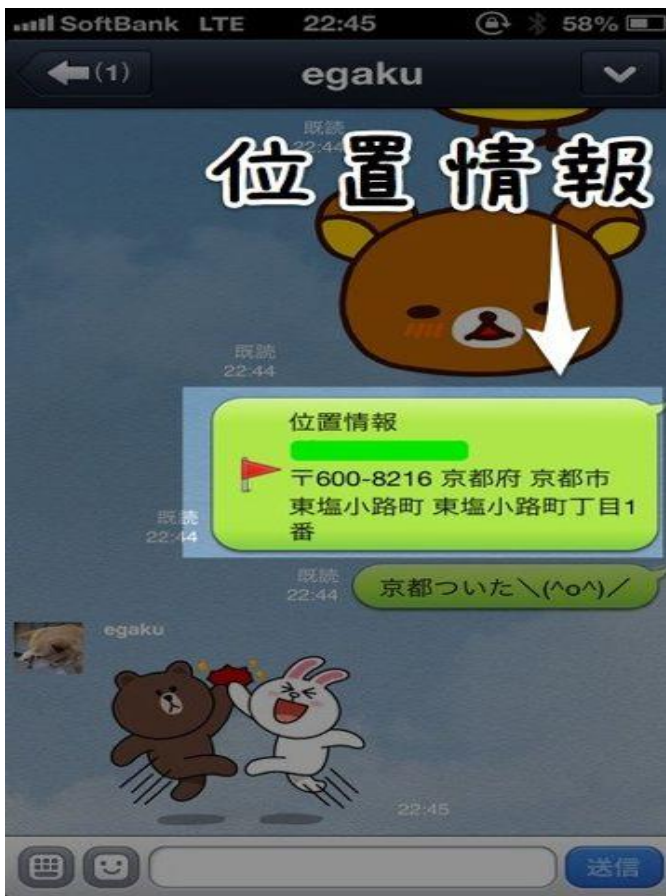 SoftBank LTE 22:45 58%
(1) egaku
既読
22:44
位置情報
既読
22:44
位置情報
〒600-8216 京都府 京都市
東塩小路町 東塩小路町丁目1
番
既読
22:44
既読
22:44
京都ついた＼(^o^)／
egaku
22:45
送信